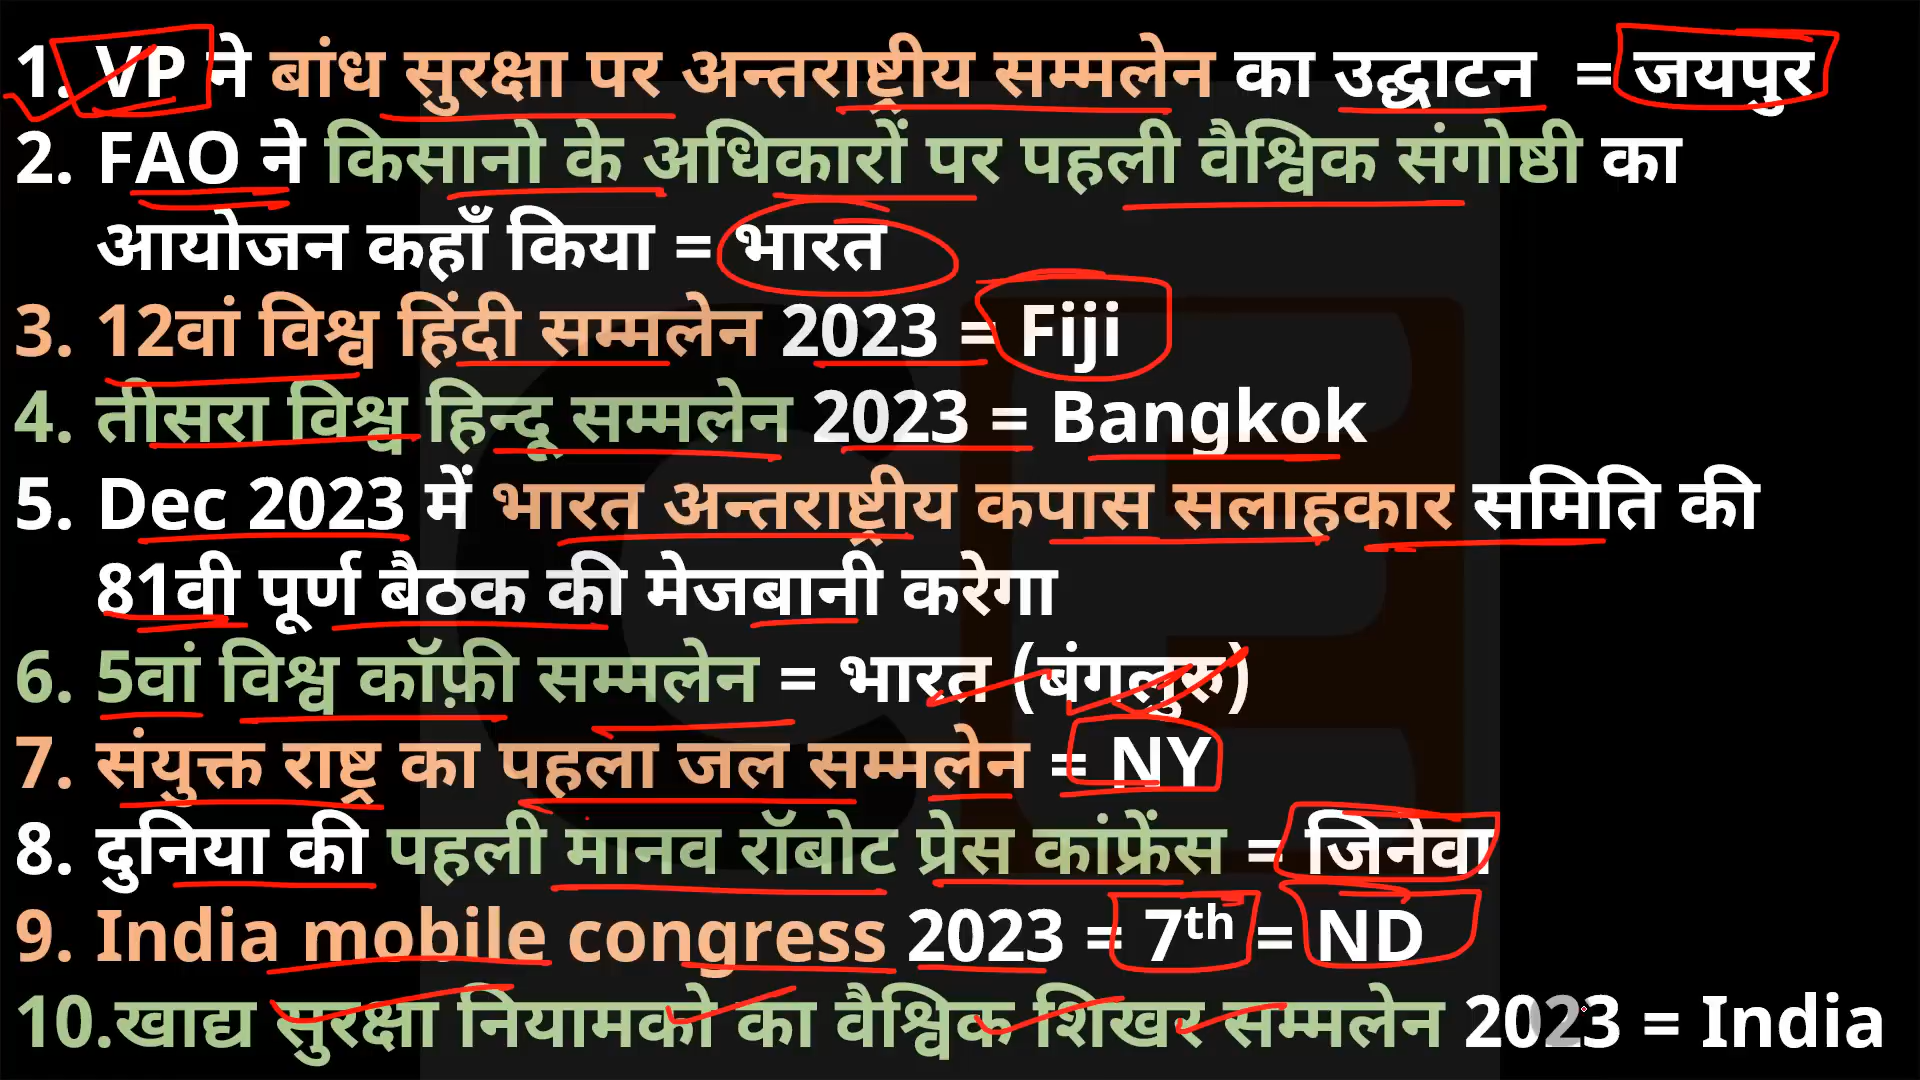 1. VP ने बांध सुरक्षा पर अन्तराष्ट्रीय सम्मलेन का उद्घाटन = जयपुर
2. FAO ने किसानो के अधिकारों पर पहली वैश्विक संगोष्ठी का
आयोजन कहाँ किया = भारत
3. 12वां विश्व हिंदी सम्मलेन 2023 = Fiji
4. तीसरा विश्व हिन्दू सम्मलेन 2023 = Bangkok
5. Dec 2023 में भारत अन्तराष्ट्रीय कपास सलाहकार समिति की
81वी पूर्ण बैठक की मेजबानी करेगा
6. 5वां विश्व कॉफ़ी सम्मलेन = भारत (बंगलुरु)
7. संयुक्त राष्ट्र का पहला जल सम्मलेन = NY
8. दुनिया की पहली मानव रॉबोट प्रेस कांफ्रेंस = जिनेवा
9. India mobile congress 2023 = 7th = ND
10.खाद्य सुरक्षा नियामको का वैश्विक शिखर सम्मलेन 2023 = India